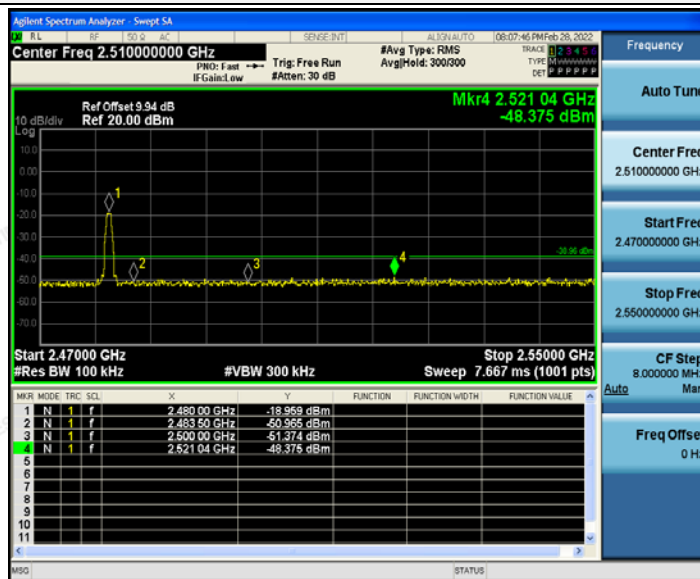 Agilent Spectrum Analyzer - Swept SA
RL RF 50 Ω AC SENSE:INT ALIGN AUTO 08:07:46 PM Feb 28, 2022
Center Freq 2.510000000 GHz
PNO: Fast
IFGain:Low
Trig: Free Run
#Atten: 30 dB
#Avg Type: RMS
Avg|Hold: 300/300
TRACE 1 2 3 4 5 6
TYPE M WWWWW
DET P P P P P P
Ref Offset 9.94 dB
10 dB/div Ref 20.00 dBm
Log
Mkr4 2.521 04 GHz
-48.375 dBm
10.0
0.00
-10.0
-20.0
-30.0
-40.0
-50.0
-60.0
-70.0
1
2
3
4
-38.96 dBm
Start 2.47000 GHz Stop 2.55000 GHz
#Res BW 100 kHz #VBW 300 kHz Sweep 7.667 ms (1001 pts)
MKR MODE TRC SCL X Y FUNCTION FUNCTION WIDTH FUNCTION VALUE
1 N 1 f 2.480 00 GHz -18.959 dBm
2 N 1 f 2.483 50 GHz -50.965 dBm
3 N 1 f 2.500 00 GHz -51.374 dBm
4 N 1 f 2.521 04 GHz -48.375 dBm
5
6
7
8
9
10
11
MSG STATUS
Frequency
Auto Tune
Center Freq
2.510000000 GHz
Start Freq
2.470000000 GHz
Stop Freq
2.550000000 GHz
CF Step
8.000000 MHz
Auto Man
Freq Offset
0 Hz